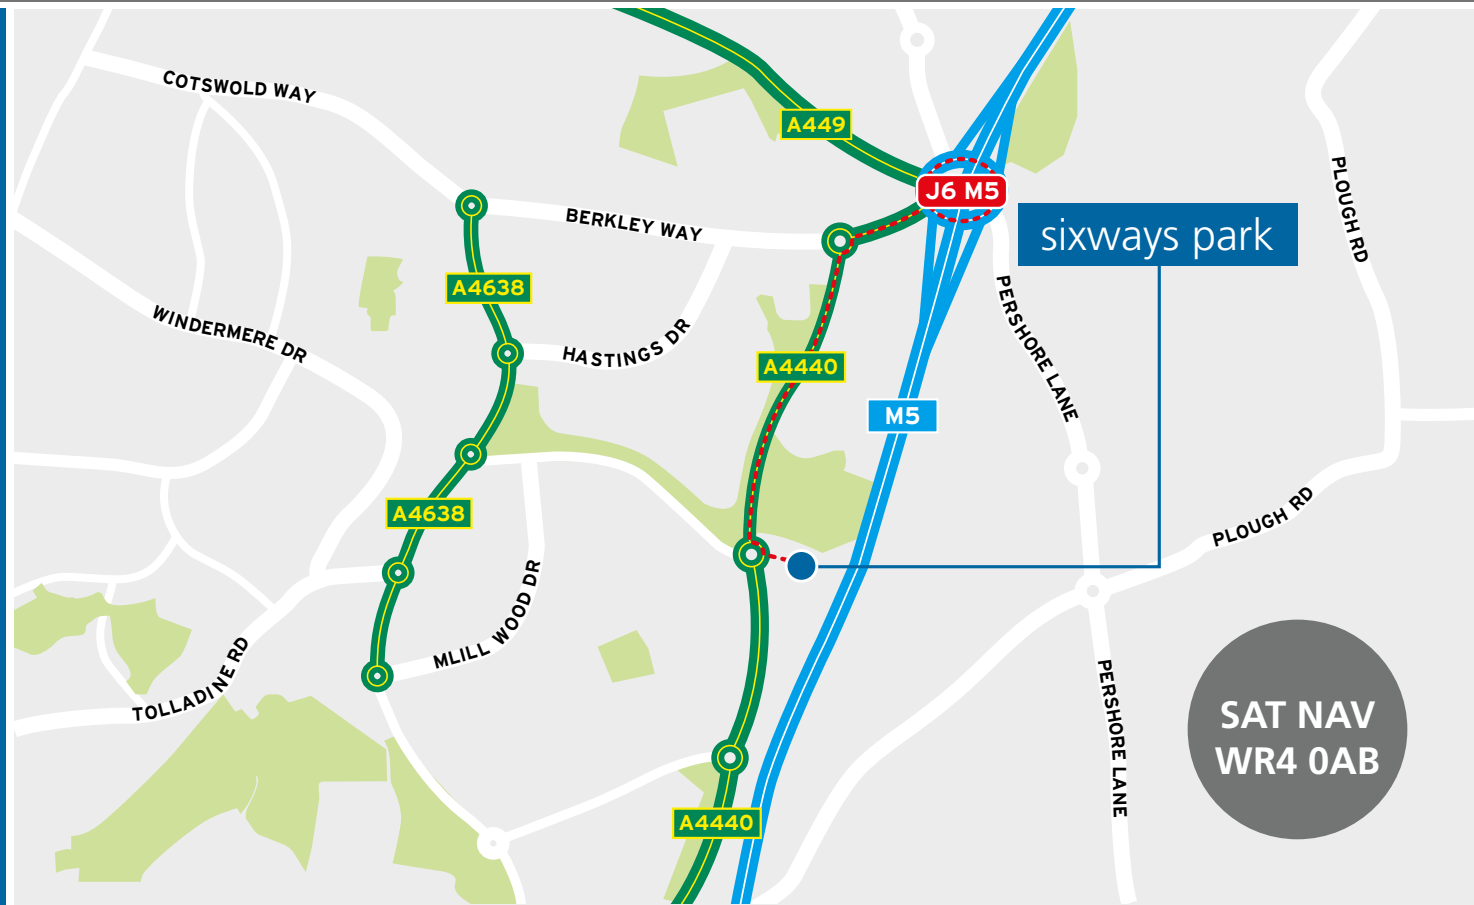 COTSWOLD WAY
A449
J6 M5
PLOUGH RD
BERKLEY WAY
sixways park
A4638
WINDERMERE DR
HASTINGS DR
PERSHORE LANE
A4440
M5
A4638
PLOUGH RD
MLILL WOOD DR
TOLLADINE RD
PERSHORE LANE
SAT NAV
WR4 0AB
A4440